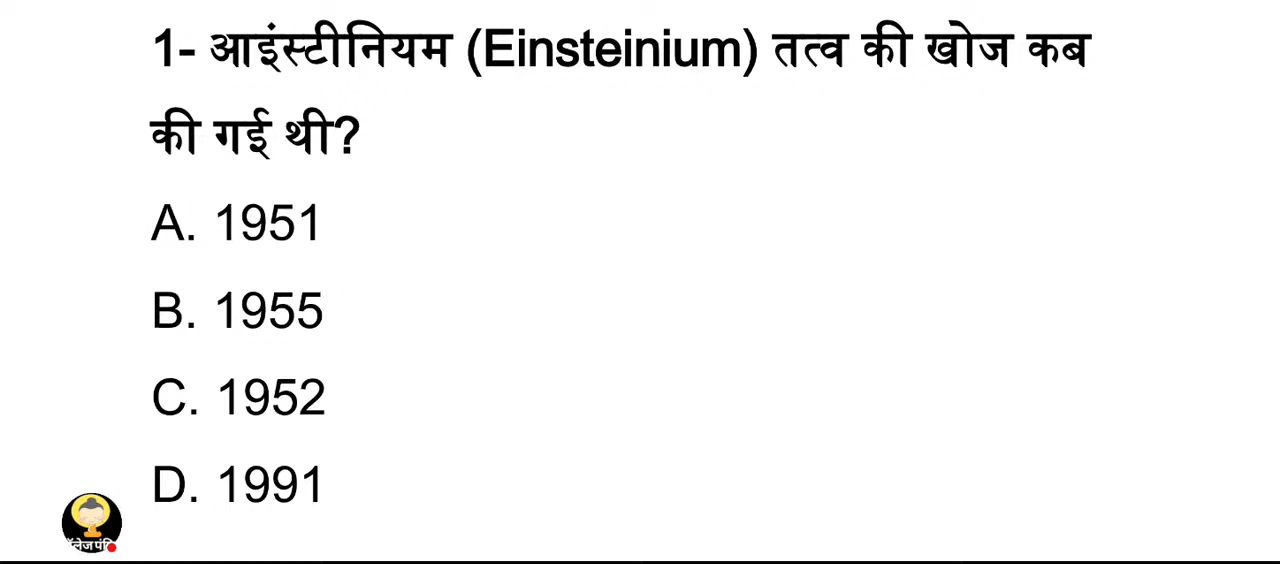 1- आइंस्टीनियम (Einsteinium) तत्व की खोज कब
की गई थी?
A. 1951
B. 1955
C. 1952
D. 1991